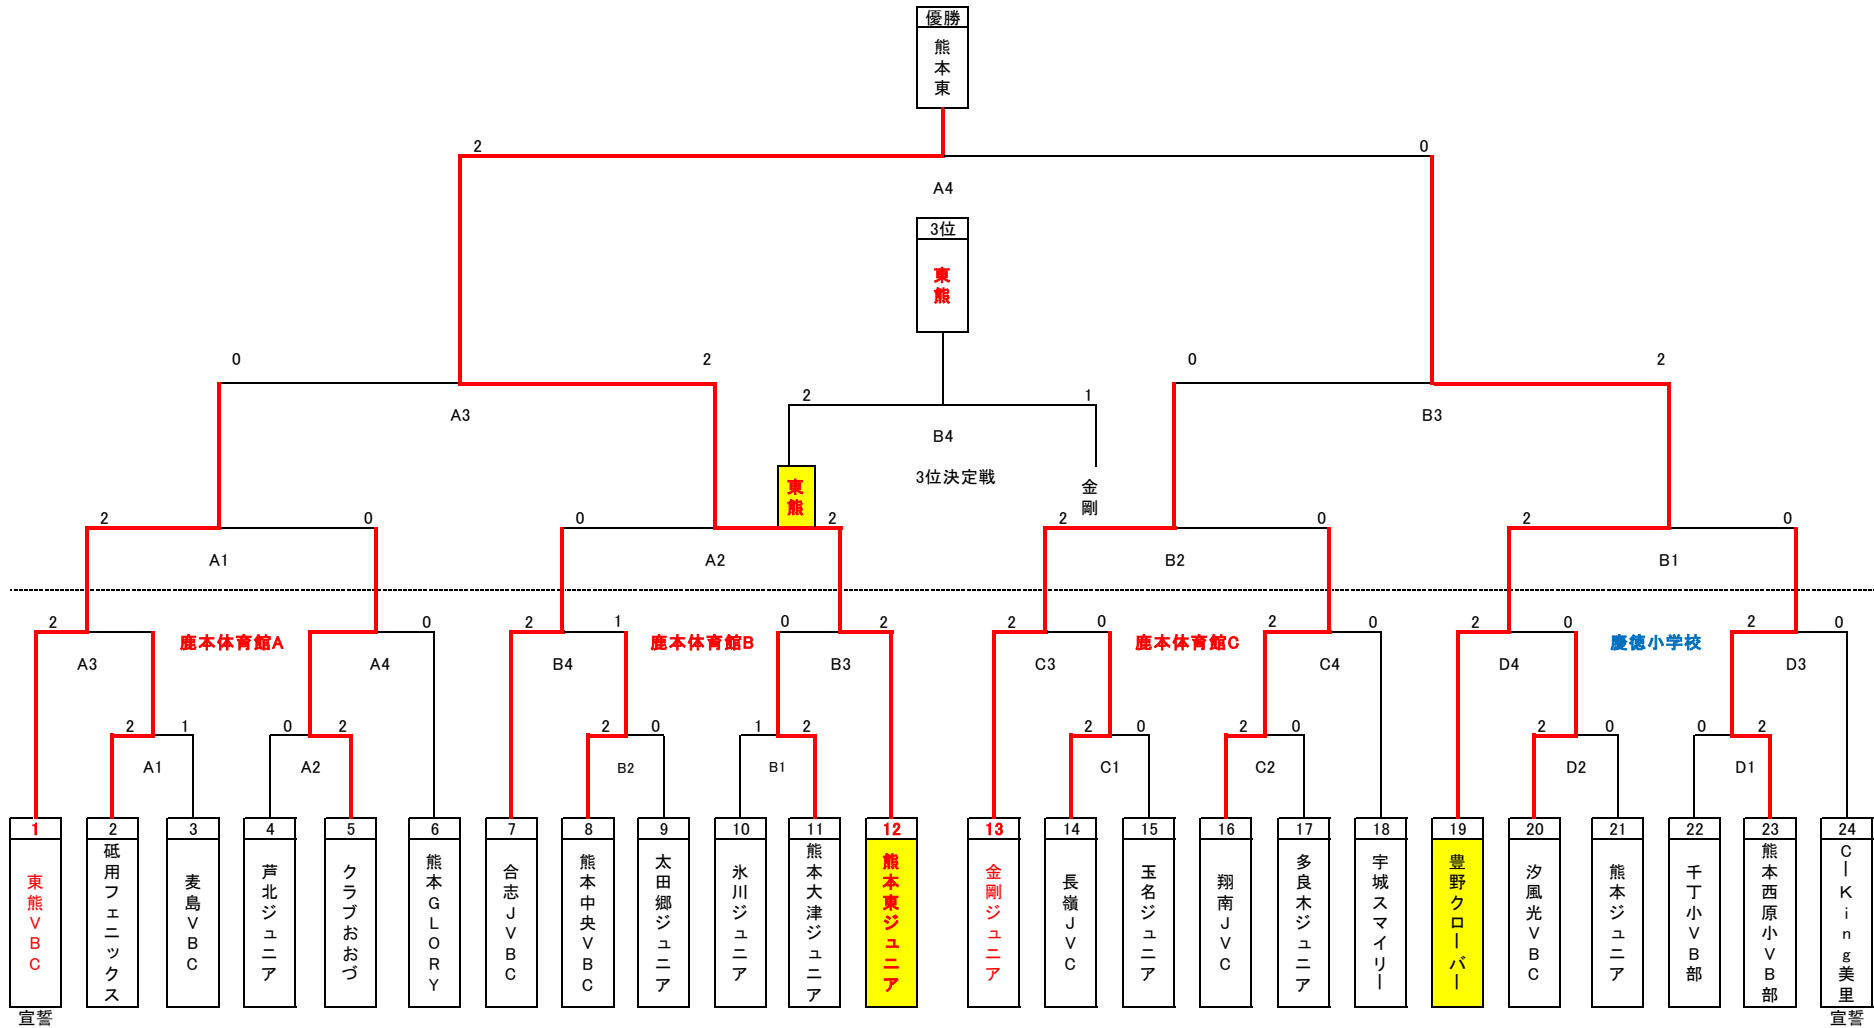 優勝
熊本東
2 0
A4
3位
東熊
0 2 0 2
2 1
A3 B3
B4
3位決定戦
東熊 金剛
2 0 0 2 2 0 2 0
A1 A2 B2 B1
2 0 2 1 0 2 2 0 2 0 2 0 2 0
鹿本体育館A 鹿本体育館B 鹿本体育館C 慶徳小学校
A3 A4 B4 B3 C3 C4 D4 D3
2 1 0 2 2 0 1 2 2 0 2 0 2 0 0 2
A1 A2 B2 B1 C1 C2 D2 D1
1 2 3 4 5 6 7 8 9 10 11 12 13 14 15 16 17 18 19 20 21 22 23 24
東熊VBC
砥用フェニックス
麦島VBC
芦北ジュニア
クラブおおづ
熊本GLORY
合志JVBC
熊本中央VBC
太田郷ジュニア
氷川ジュニア
熊本大津ジュニア
熊本東ジュニア
金剛ジュニア
長嶺JVC
玉名ジュニア
翔南JVC
多良木ジュニア
宇城スマイリー
豊野クローバー
汐風光VBC
熊本ジュニア
千丁小VB部
熊本西原小VB部
C－King美里
宣誓 宣誓